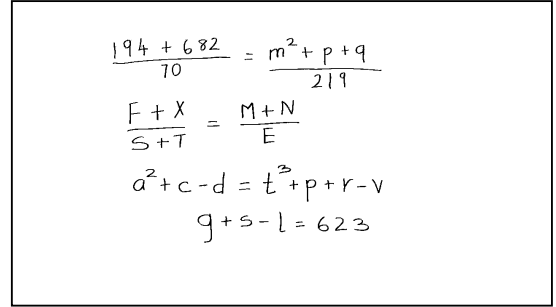 194 + 682 / 70 = m² + p + q / 219
F + X / S + T = M + N / E
a² + c - d = t³ + p + r - v
g + s - l = 623